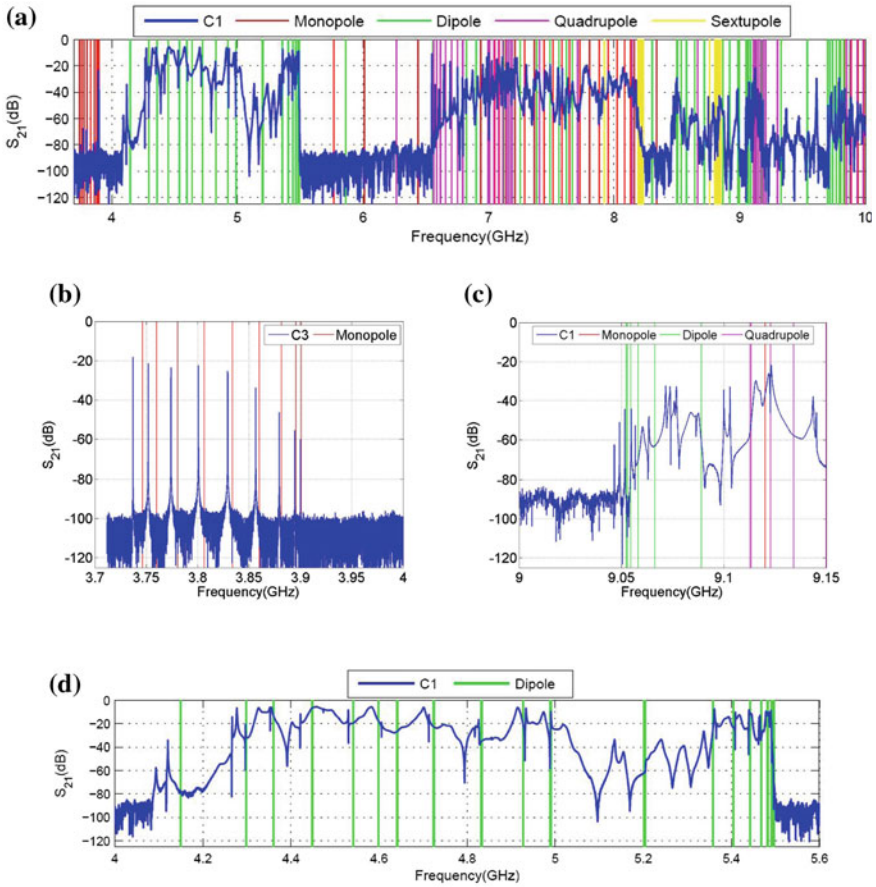 (a)
C1 Monopole Dipole Quadrupole Sextupole
0
-20
-40
-60
-80
-100
-120
S21(dB)
4 5 6 7 8 9 10
Frequency(GHz)
(b)
C3 Monopole
0
-20
-40
-60
-80
-100
-120
S21(dB)
3.7 3.75 3.8 3.85 3.9 3.95 4
Frequency(GHz)
(c)
C1 Monopole Dipole Quadrupole
0
-20
-40
-60
-80
-100
-120
S21(dB)
9 9.05 9.1 9.15
Frequency(GHz)
(d)
C1 Dipole
0
-20
-40
-60
-80
-100
-120
S21(dB)
4 4.2 4.4 4.6 4.8 5 5.2 5.4 5.6
Frequency(GHz)